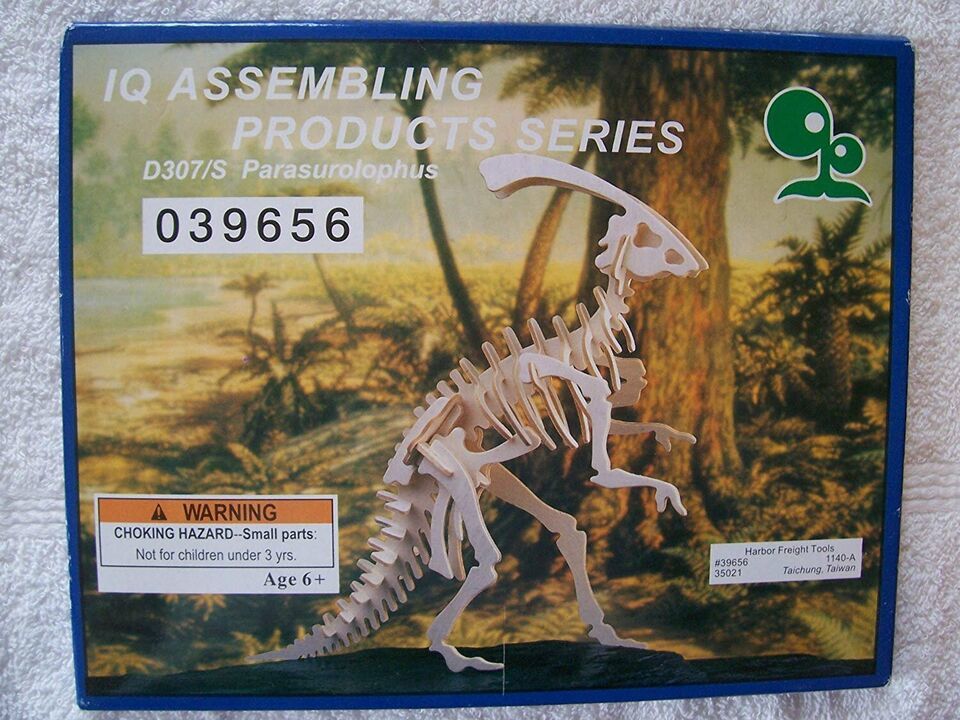 IQ ASSEMBLING
PRODUCTS SERIES
D307/S Parasurolophus
039656
WARNING
CHOKING HAZARD--Small parts:
Not for children under 3 yrs.
Age 6+
Harbor Freight Tools
#39656 1140-A
35021 Taichung, Taiwan